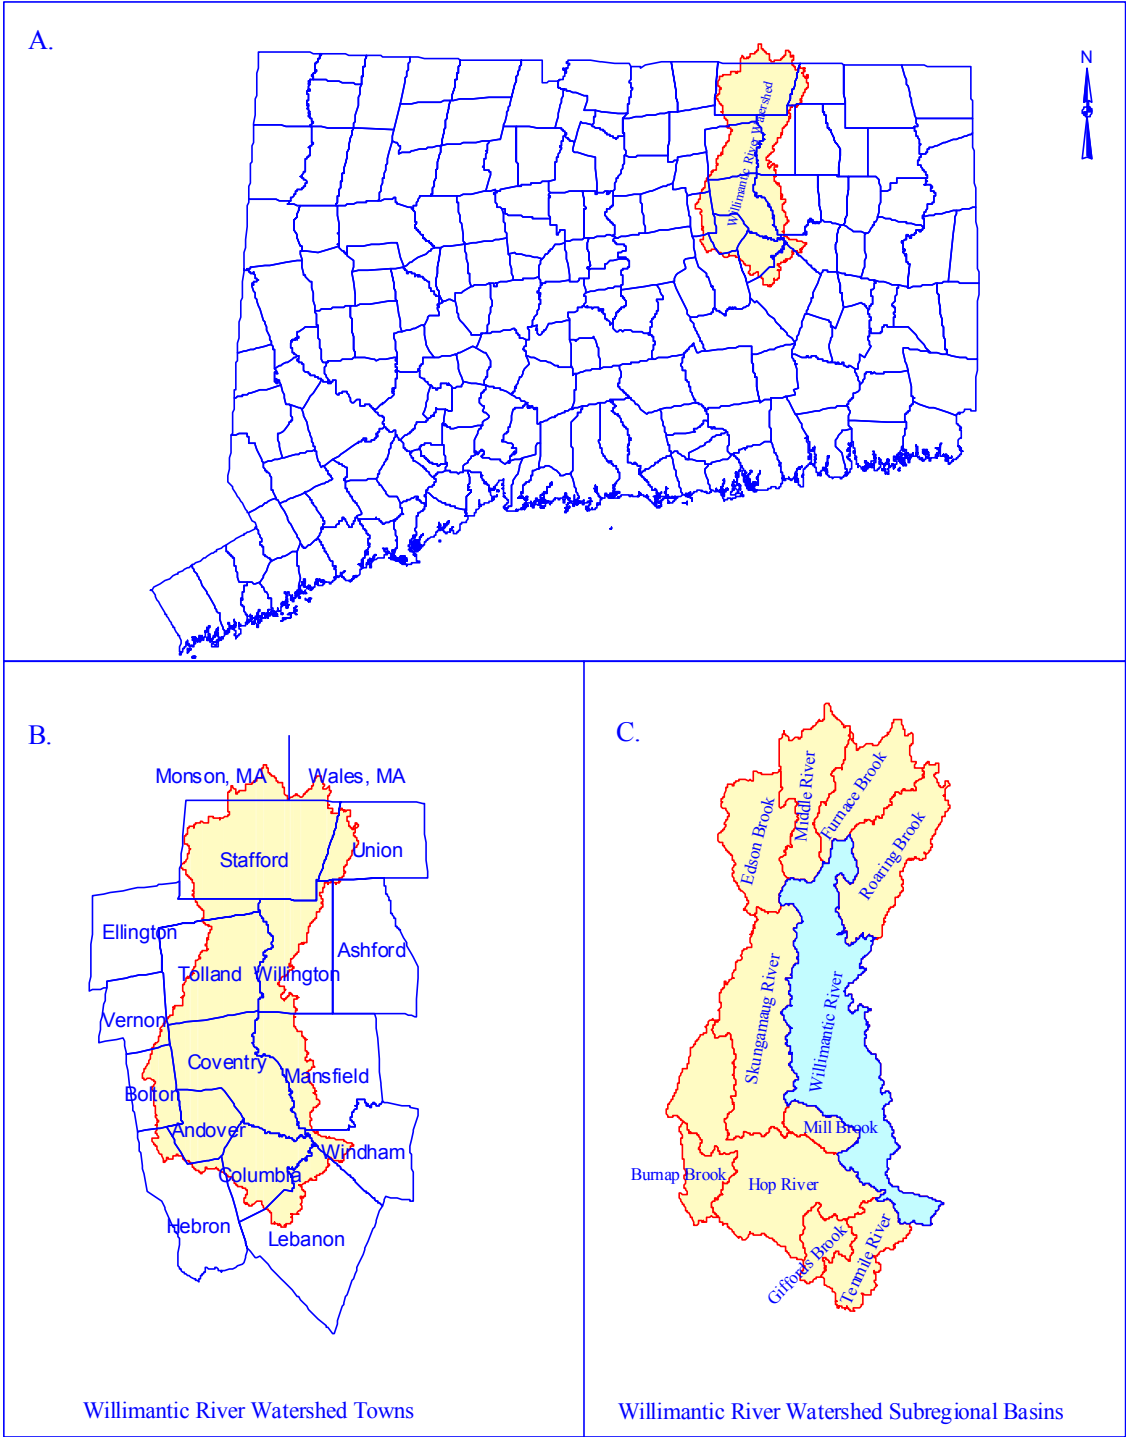 A.
N
Willimantic River Watershed
B.
Monson, MA
Wales, MA
Stafford
Union
Ellington
Ashford
Tolland
Willington
Vernon
Coventry
Mansfield
Bolton
Andover
Windham
Columbia
Hebron
Lebanon
Willimantic River Watershed Towns
C.
Middle River
Furnace Brook
Edson Brook
Roaring Brook
Skungamaug River
Willimantic River
Mill Brook
Burnap Brook
Hop River
Giffords Brook
Tenmile River
Willimantic River Watershed Subregional Basins